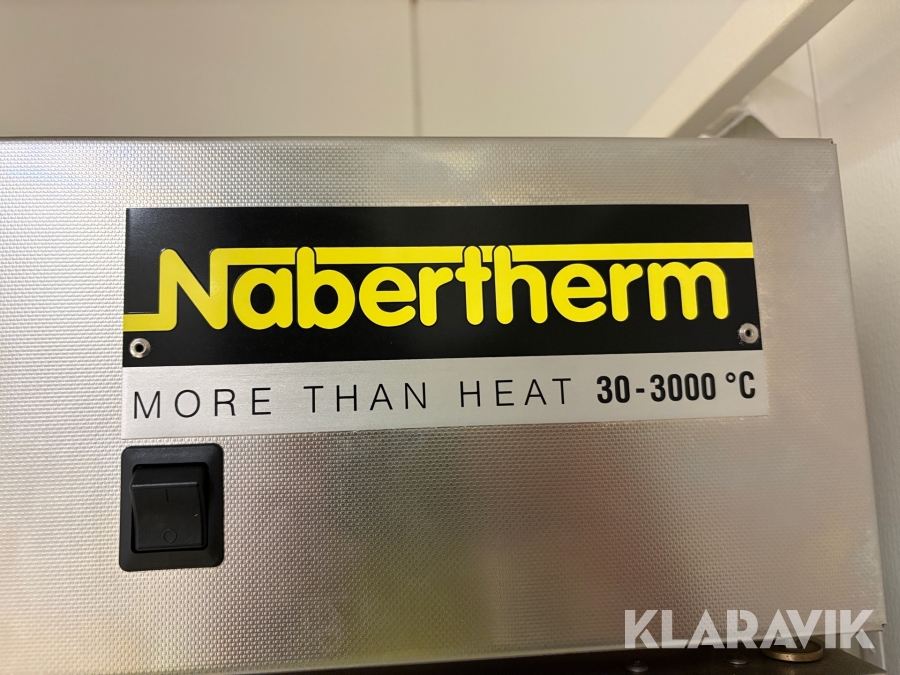 Nabertherm
MORE THAN HEAT 30-3000 °C
KLARAVIK